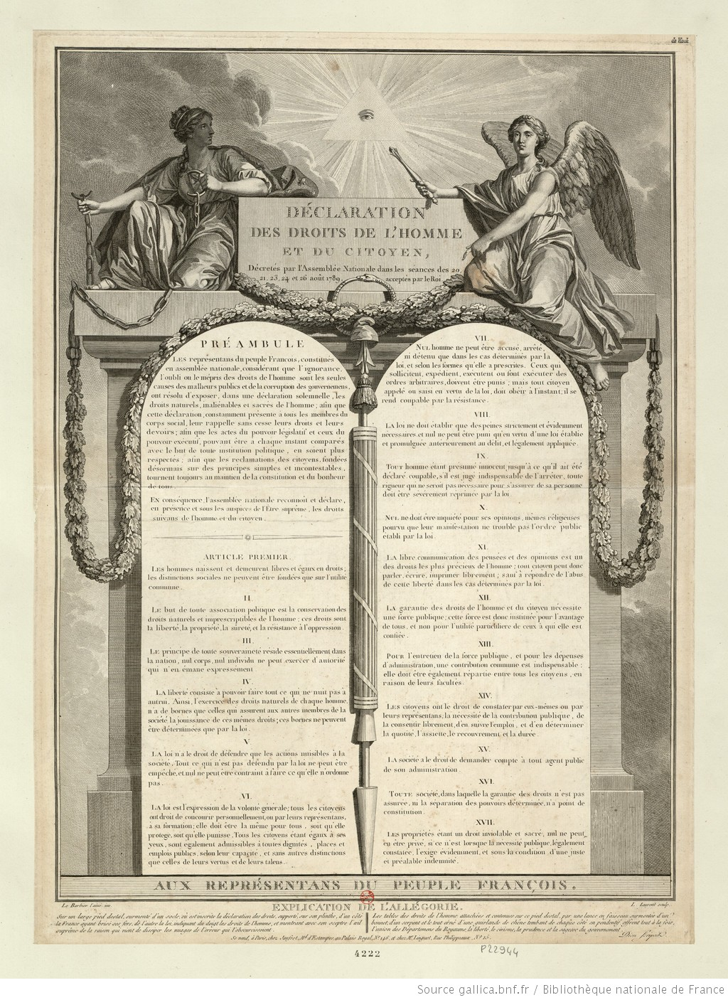 de Vinck
DÉCLARATION
DES DROITS DE L'HOMME
ET DU CITOYEN,
Décretés par l'Assemblée Nationale dans les séances des 20,
21, 23, 24 et 26 août 1789, acceptés par le Roi
PRÉAMBULE
LES représentans du peuple Francois, constitués
en assemblée nationale, considérant que l'ignorance,
l'oubli ou le mépris des droits de l'homme sont les seules
causes des malheurs publics et de la corruption des gouvernemens,
ont résolu d'exposer, dans une déclaration solemnelle, les
droits naturels, inaliénables et sacrés de l'homme; afin que
cette déclaration, constamment présente à tous les membres du
corps social, leur rappelle sans cesse leurs droits et leurs
devoirs; afin que les actes du pouvoir législatif et ceux du
pouvoir exécutif, pouvant être à chaque instant comparés
avec le but de toute institution politique, en soient plus
respectés; afin que les reclamations des citoyens, fondées
désormais sur des principes simples et incontestables,
tournent toujours au maintien de la constitution et du bonheur
de tous.
EN conséquence, l'assemblée nationale reconnoit et déclare,
en présence et sous les auspices de l'Etre suprême, les droits
suivans de l'homme et du citoyen.
ARTICLE PREMIER.
LES hommes naissent et demeurent libres et égaux en droits;
les distinctions sociales ne peuvent être fondées que sur l'utilité
commune.
II.
LE but de toute association politique est la conservation des
droits naturels et imprescriptibles de l'homme; ces droits sont
la liberté, la propriété, la sureté, et la résistance à l'oppression.
III.
LE principe de toute souveraineté réside essentiellement dans
la nation, nul corps, nul individu ne peut exercer d'autorité
qui n'en émane expressement.
IV.
LA liberté consiste à pouvoir faire tout ce qui ne nuit pas à
autrui. Ainsi, l'exercice des droits naturels de chaque homme,
n'a de bornes que celles qui assurent aux autres membres de la
société la jouissance de ces mêmes droits; ces bornes ne peuvent
être déterminées que par la loi.
V.
LA loi n'a le droit de défendre que les actions nuisibles à la
société. Tout ce qui n'est pas défendu par la loi ne peut être
empêché, et nul ne peut être contraint à faire ce qu'elle n'ordonne
pas.
VI.
LA loi est l'expression de la volonté générale; tous les citoyens
ont droit de concourir personnellement, ou par leurs représentans,
à sa formation; elle doit être la même pour tous, soit qu'elle
protege, soit qu'elle punisse. Tous les citoyens étant égaux à ses
yeux, sont également admissibles à toutes dignités, places et
emplois publics, selon leur capacité, et sans autres distinctions
que celles de leurs vertus et de leurs talens.
VII.
NUL homme ne peut être accusé, arrêté,
ni détenu que dans les cas déterminés par la
loi, et selon les formes qu'elle a prescrites. Ceux qui
sollicitent, expédient, exécutent ou font exécuter des
ordres arbitraires, doivent être punis; mais tout citoyen
appelé ou saisi en vertu de la loi, doit obéir à l'instant; il se
rend coupable par la résistance.
VIII.
LA loi ne doit établir que des peines strictement et évidemment
nécessaires, et nul ne peut être puni qu'en vertu d'une loi établie
et promulguée antérieurement au délit, et légalement appliquée.
IX.
TOUT homme étant présumé innocent jusqu'à ce qu'il ait été
déclaré coupable, s'il est jugé indispensable de l'arrêter, toute
rigueur qui ne seroit pas nécessaire pour s'assurer de sa personne
doit être sévèrement réprimée par la loi.
X.
NUL ne doit être inquiété pour ses opinions, mêmes réligieuses
pourvu que leur manifestation ne trouble pas l'ordre public
établi par la loi.
XI.
LA libre communication des pensées et des opinions est un
des droits les plus précieux de l'homme; tout citoyen peut donc
parler, écrire, imprimer librement; sauf à répondre de l'abus
de cette liberté dans les cas déterminés par la loi.
XII.
LA garantie des droits de l'homme et du citoyen nécessite
une force publique; cette force est donc instituée pour l'avantage
de tous, et non pour l'utilité particulière de ceux à qui elle est
confiée.
XIII.
POUR l'entretien de la force publique, et pour les dépenses
d'administration, une contribution commune est indispensable;
elle doit être également répartie entre tous les citoyens, en
raison de leurs facultés.
XIV.
LES citoyens ont le droit de constater par eux-mêmes ou par
leurs représentans, la nécessité de la contribution publique, de
la consentir librement, d'en suivre l'emploi, et d'en déterminer
la quotité, l'assiette, le recouvrement et la durée.
XV.
LA société a le droit de demander compte à tout agent public
de son administration.
XVI.
TOUTE société, dans laquelle la garantie des droits n'est pas
assurée, ni la séparation des pouvoirs déterminée, n'a point de
constitution.
XVII.
LES propriétés étant un droit inviolable et sacré, nul ne peut
en être privé, si ce n'est lorsque la nécessité publique, légalement
constatée, l'exige évidemment, et sous la condition d'une juste
et préalable indemnité.
AUX REPRÉSENTANS DU PEUPLE FRANÇOIS.
Le Barbier l'ainé inv.
L. Laurent sculp.
EXPLICATION DE L'ALLÉGORIE.
Sur un large pied destal, surmonté d'un socle, où est inscrite la déclaration des droits, supporte, sur son plinthe, d'un côté
la France ayant brisé ses fers, de l'autre la loi, indiquant du doigt les droits de l'homme, et montrant avec son sceptre l'œil
suprême de la raison qui vient de dissiper les nuages de l'erreur qui l'obscurcissoient.
Les tables des droits de l'homme attachées et contenues sur ce pied destal, par une lance en faisceau surmontée d'un
bonnet, d'un serpent et le tout orné d'une guirlande de chêne tombant de chaque côté en pendentif, offrent tout à la fois,
l'union des Départemens du Royaume, la liberté, le civisme, la prudence et la sagesse du gouvernement.
Dien scripsit
Se vend, à Paris, chez Jaufret, Md. d'Estampes, au Palais Royal, No. 146, et chez Mr. Linguet, Rue Philippeaux, No. 15.
4222
P22944
Source gallica.bnf.fr / Bibliothèque nationale de France